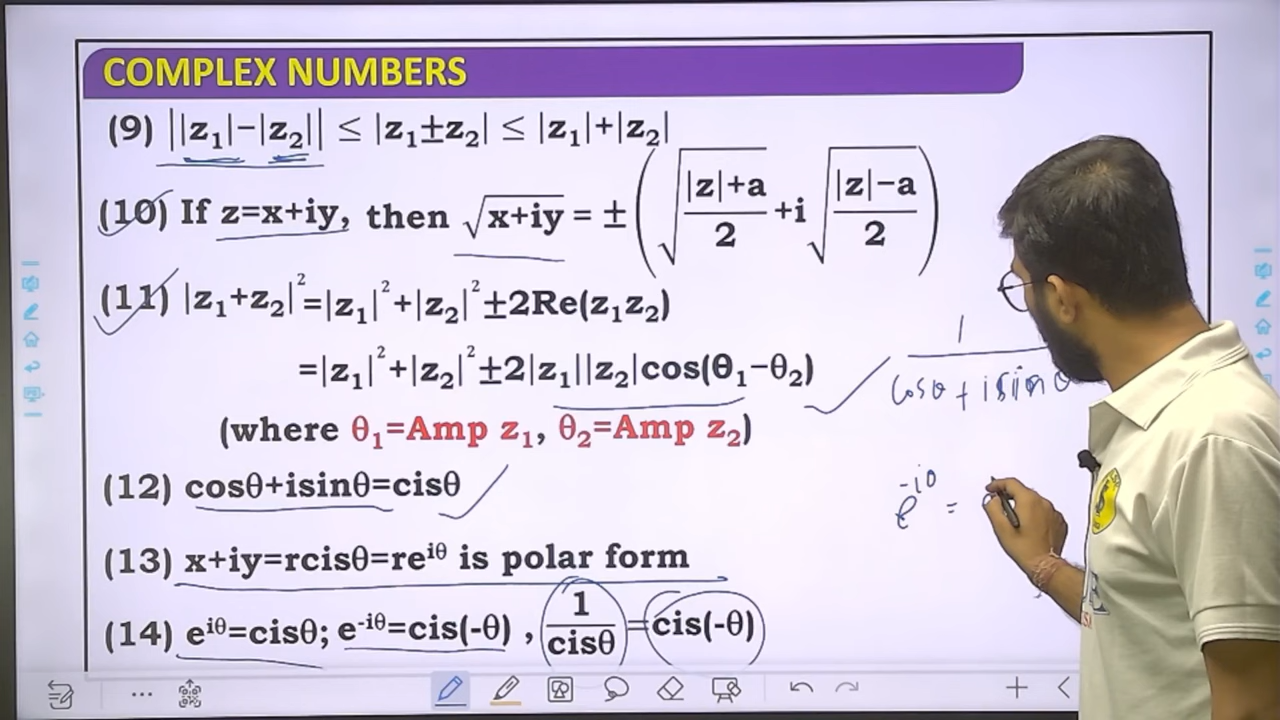 COMPLEX NUMBERS
(9) ||z₁|−|z₂|| ≤ |z₁±z₂| ≤ |z₁|+|z₂|
(10) If z=x+iy, then √(x+iy) = ±(√((|z|+a)/2) +i √((|z|−a)/2))
(11) |z₁+z₂|²=|z₁|²+|z₂|²±2Re(z₁z₂)
=|z₁|²+|z₂|²±2|z₁||z₂|cos(θ₁−θ₂)
(where θ₁=Amp z₁, θ₂=Amp z₂)
(12) cosθ+isinθ=cisθ
(13) x+iy=rcisθ=re^iθ is polar form
(14) e^iθ=cisθ; e^-iθ=cis(-θ) , 1/cisθ =cis(-θ)
1
cosθ + isinθ
e^-iθ =